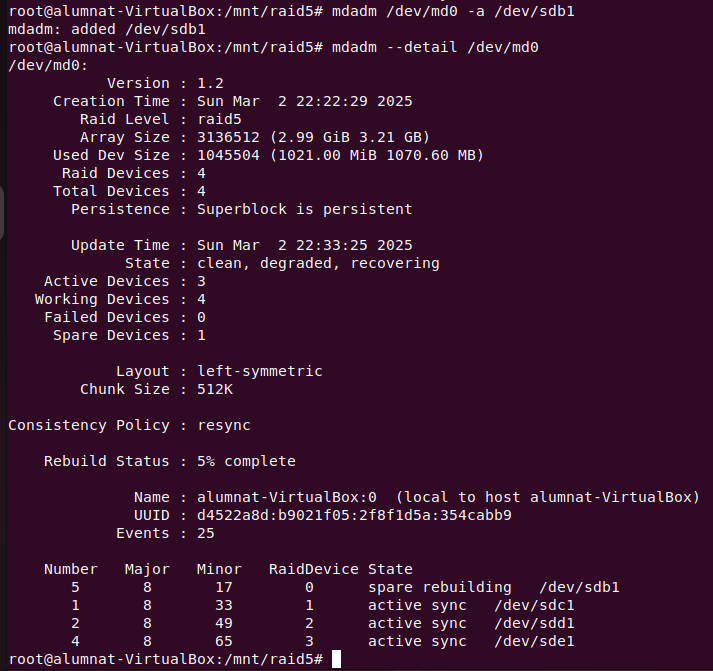 root@alumnat-VirtualBox:/mnt/raid5# mdadm /dev/md0 -a /dev/sdb1
mdadm: added /dev/sdb1
root@alumnat-VirtualBox:/mnt/raid5# mdadm --detail /dev/md0
/dev/md0:
           Version : 1.2
     Creation Time : Sun Mar  2 22:22:29 2025
        Raid Level : raid5
        Array Size : 3136512 (2.99 GiB 3.21 GB)
     Used Dev Size : 1045504 (1021.00 MiB 1070.60 MB)
      Raid Devices : 4
     Total Devices : 4
       Persistence : Superblock is persistent

       Update Time : Sun Mar  2 22:33:25 2025
             State : clean, degraded, recovering
    Active Devices : 3
   Working Devices : 4
    Failed Devices : 0
     Spare Devices : 1

            Layout : left-symmetric
        Chunk Size : 512K

Consistency Policy : resync

    Rebuild Status : 5% complete

              Name : alumnat-VirtualBox:0  (local to host alumnat-VirtualBox)
              UUID : d4522a8d:b9021f05:2f8f1d5a:354cabb9
            Events : 25

    Number   Major   Minor   RaidDevice State
       5       8       17        0      spare rebuilding   /dev/sdb1
       1       8       33        1      active sync   /dev/sdc1
       2       8       49        2      active sync   /dev/sdd1
       4       8       65        3      active sync   /dev/sde1
root@alumnat-VirtualBox:/mnt/raid5#